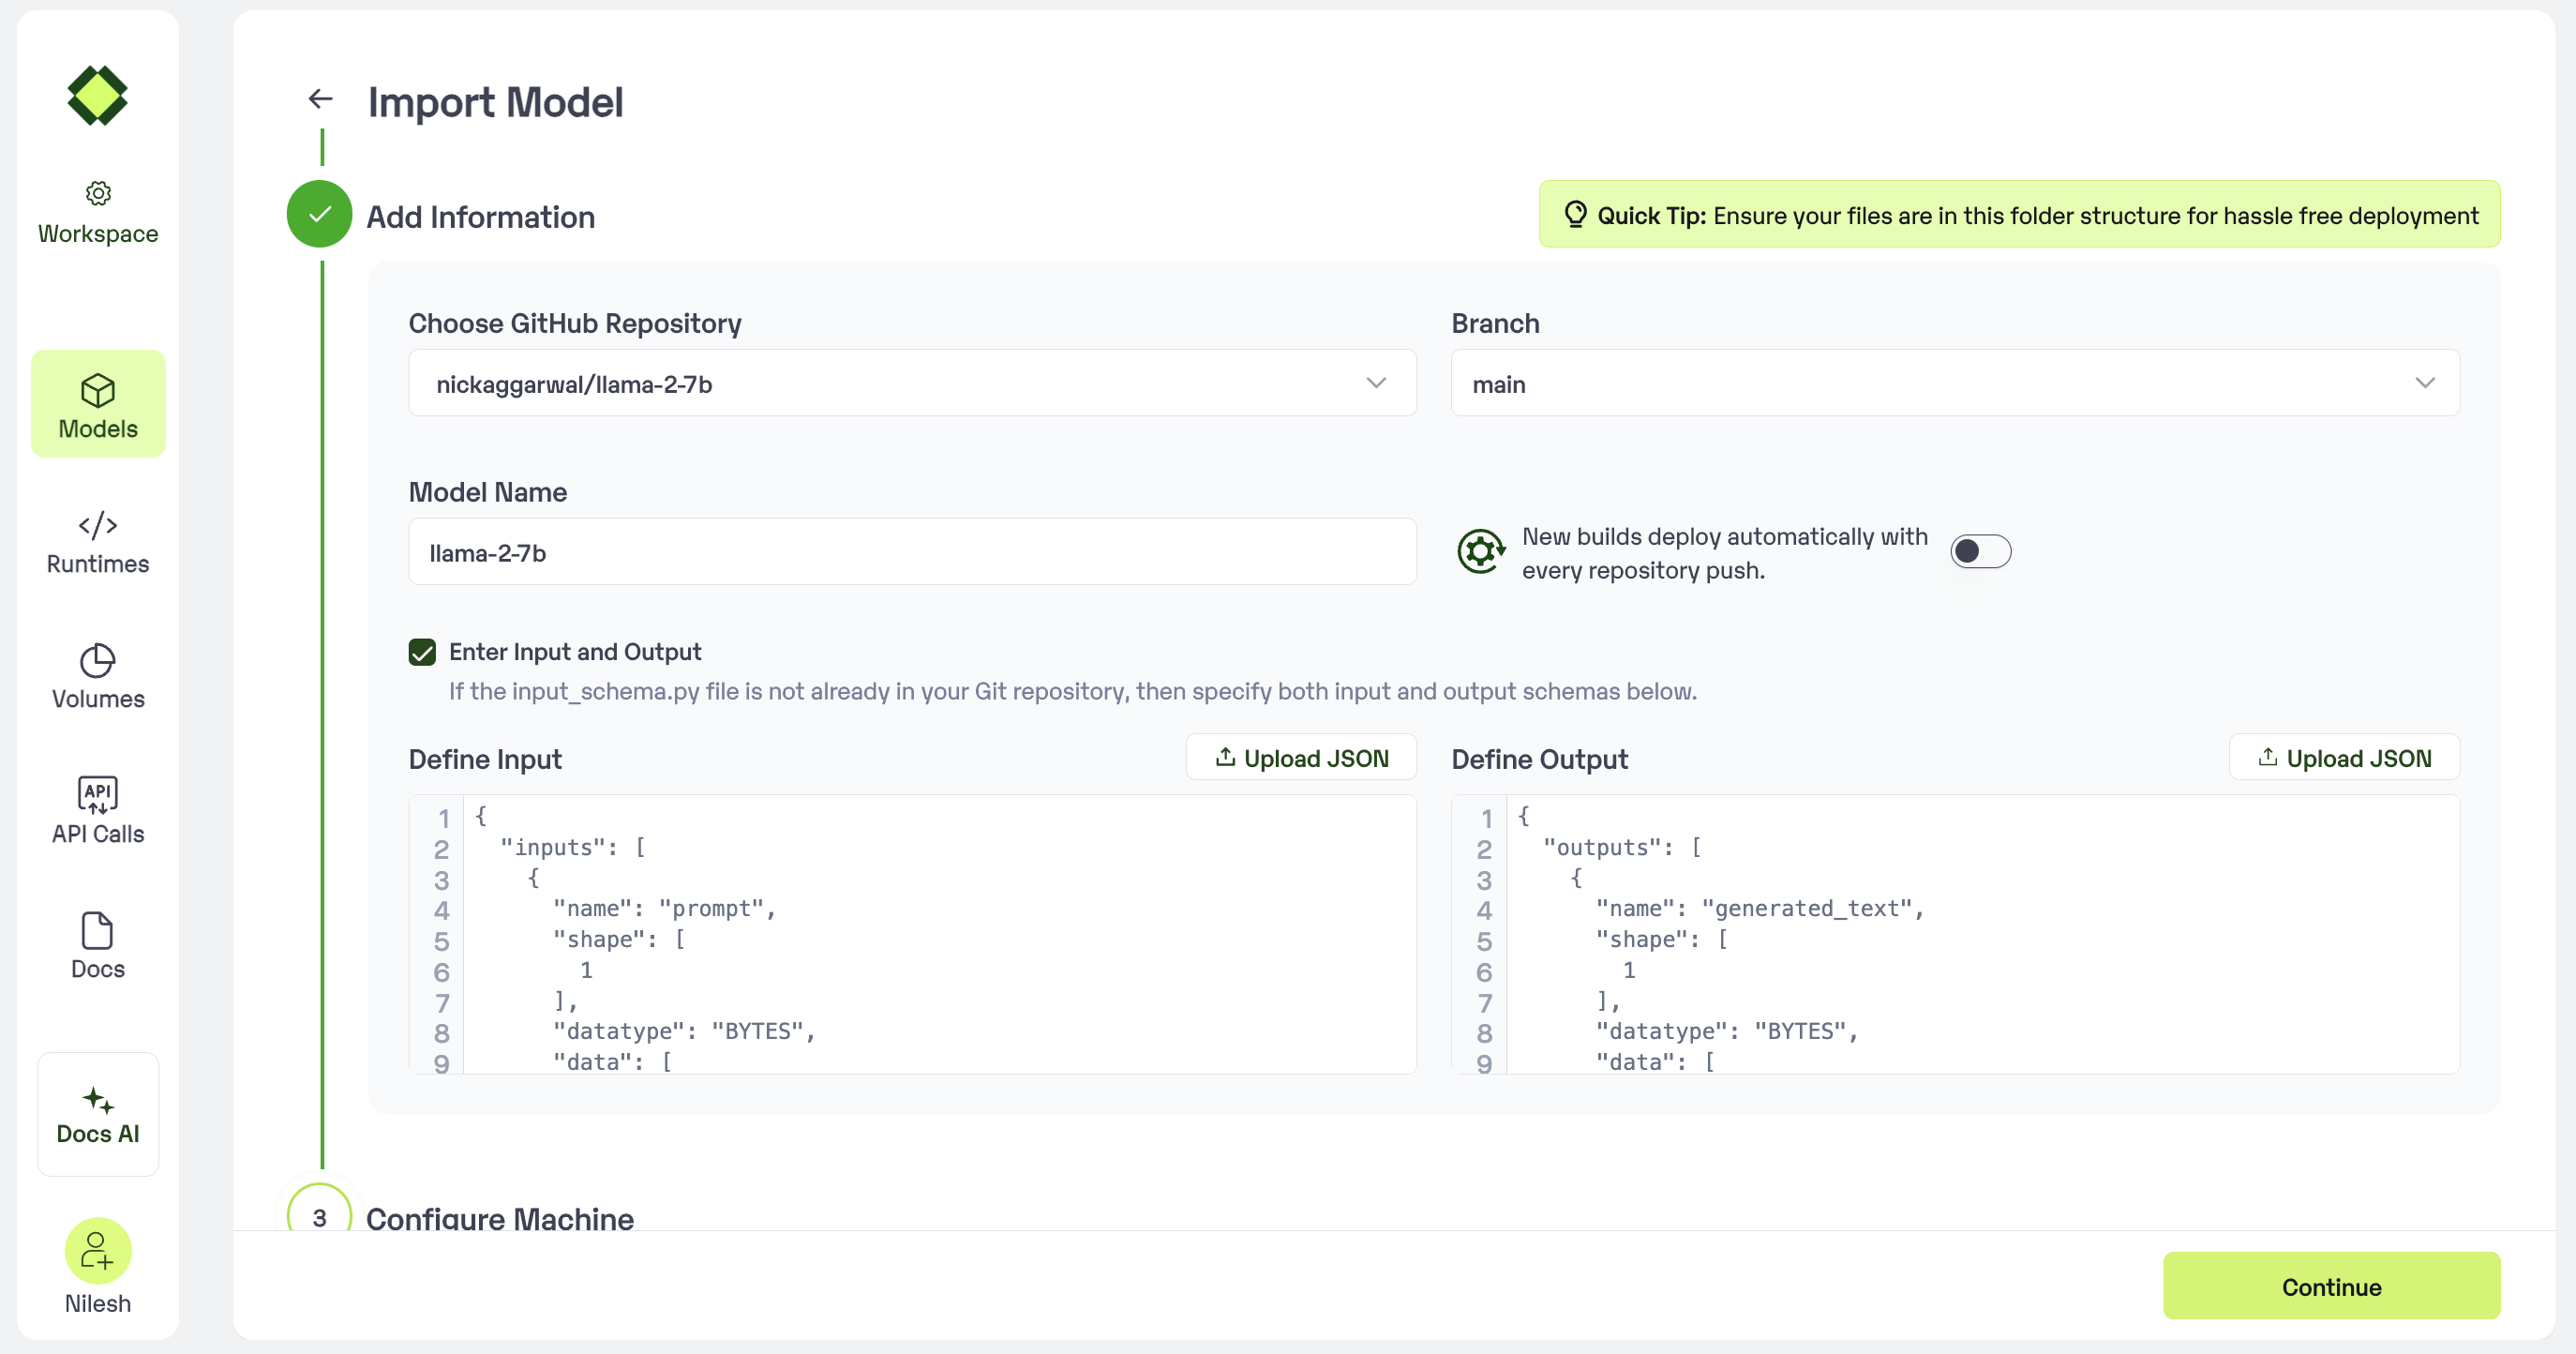 Import Model
Workspace
Add Information
Quick Tip: Ensure your files are in this folder structure for hassle free deployment
Choose GitHub Repository
nickaggarwal/llama-2-7b
Branch
main
Models
Model Name
llama-2-7b
New builds deploy automatically with
every repository push.
Runtimes
Enter Input and Output
If the input_schema.py file is not already in your Git repository, then specify both input and output schemas below.
Volumes
Define Input
Upload JSON
Define Output
Upload JSON
API
API Calls
1 {
2   "inputs": [
3     {
4       "name": "prompt",
5       "shape": [
6         1
7       ],
8       "datatype": "BYTES",
9       "data": [
1 {
2   "outputs": [
3     {
4       "name": "generated_text",
5       "shape": [
6         1
7       ],
8       "datatype": "BYTES",
9       "data": [
Docs
Docs AI
3
Configure Machine
Nilesh
Continue